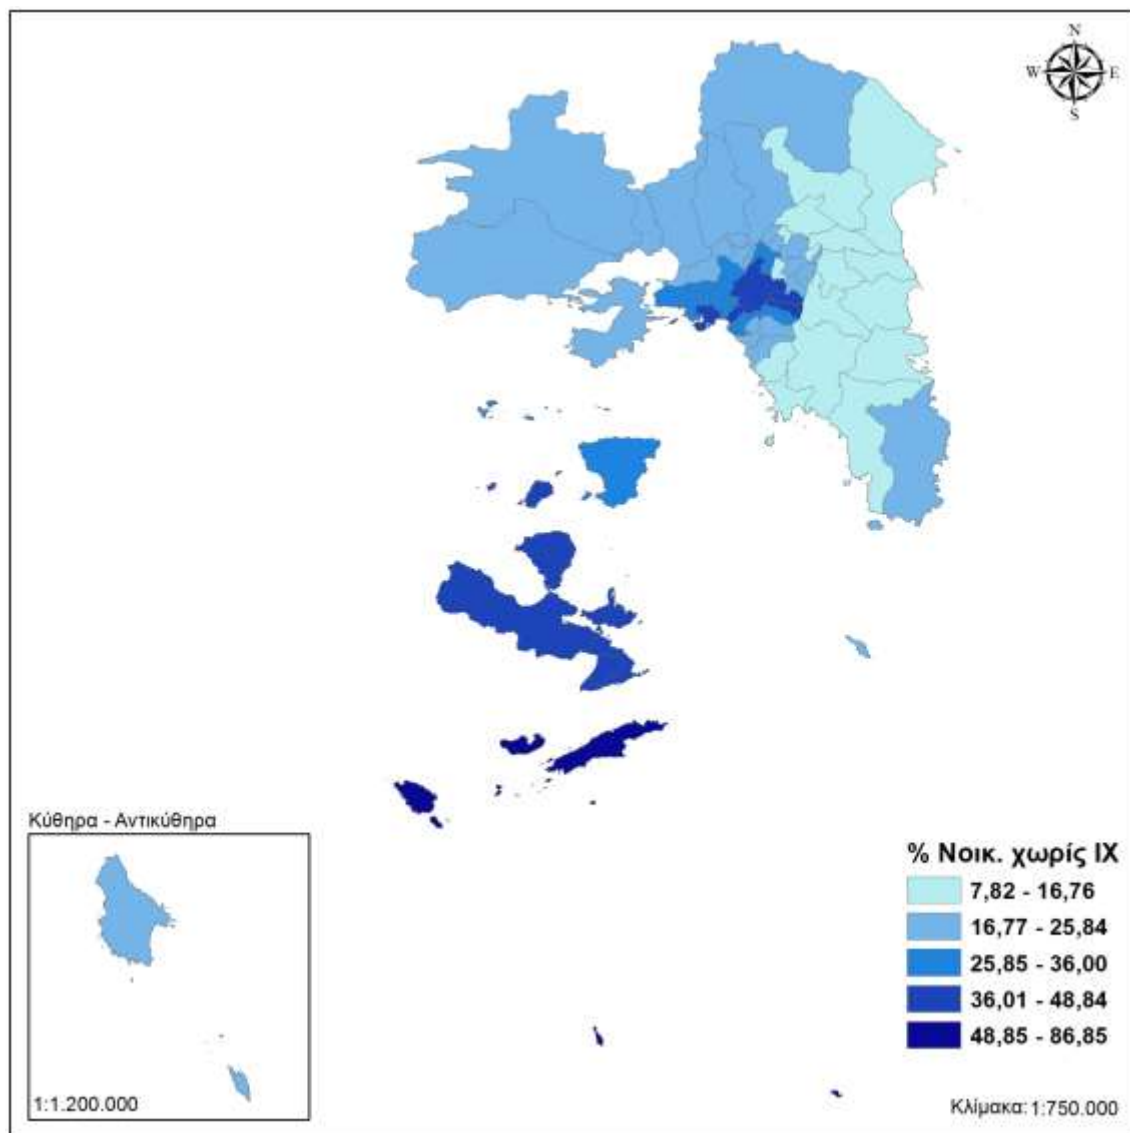 N
W E
S
Κύθηρα - Αντικύθηρα
1:1.200.000
% Νοικ. χωρίς ΙΧ
7,82 - 16,76
16,77 - 25,84
25,85 - 36,00
36,01 - 48,84
48,85 - 86,85
Κλίμακα: 1:750.000